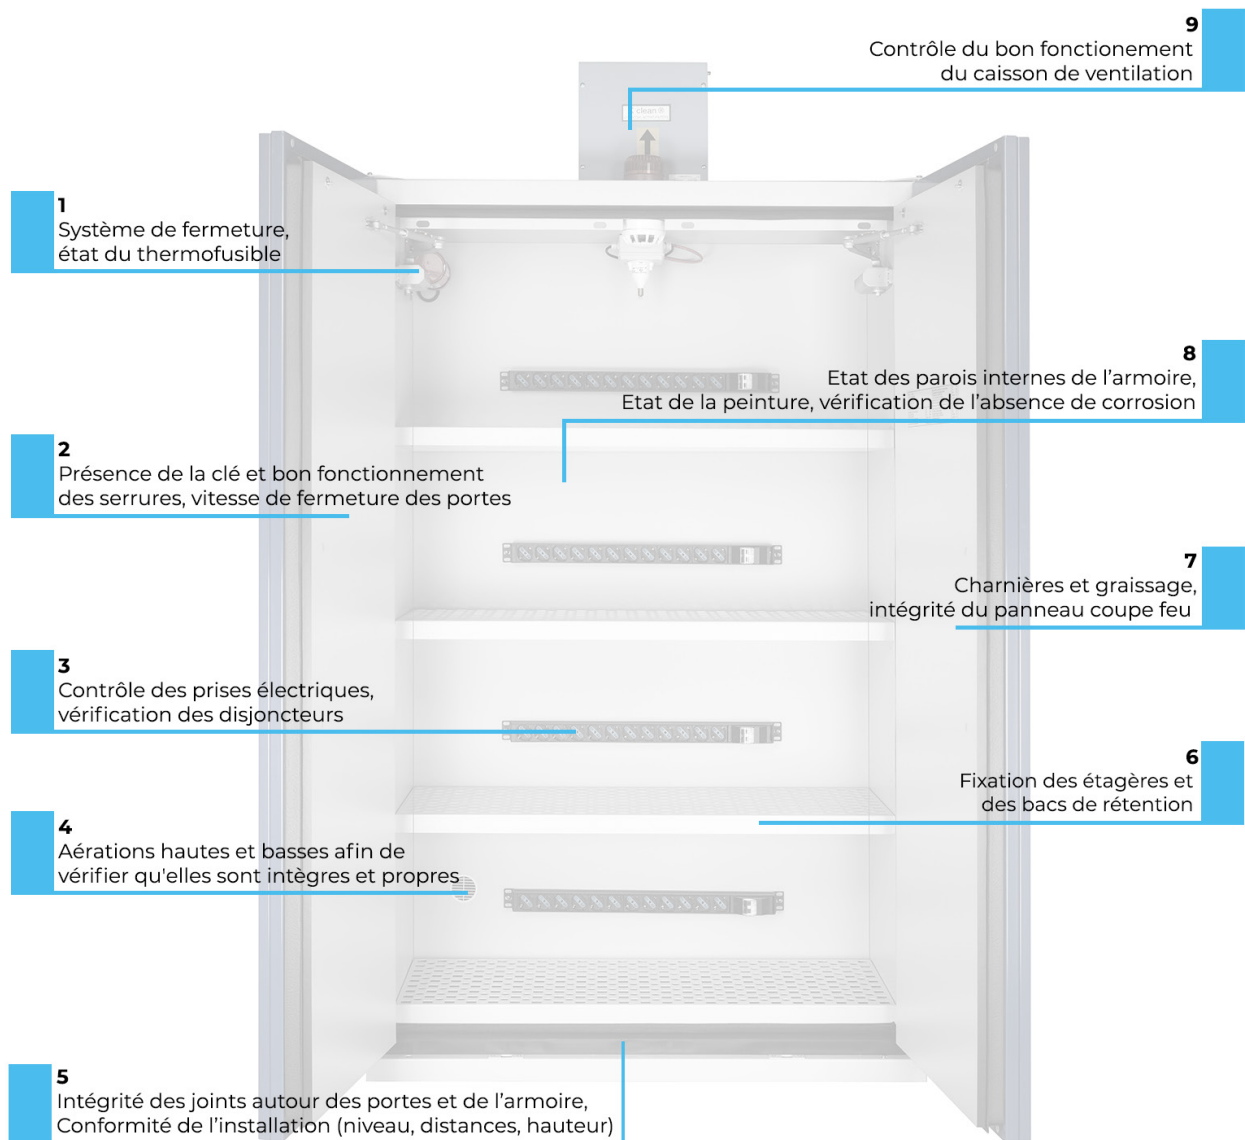 9
Contrôle du bon fonctionement
du caisson de ventilation
clean
1
Système de fermeture,
état du thermofusible
8
Etat des parois internes de l'armoire,
Etat de la peinture, vérification de l'absence de corrosion
2
Présence de la clé et bon fonctionnement
des serrures, vitesse de fermeture des portes
7
Charnières et graissage,
intégrité du panneau coupe feu
3
Contrôle des prises électriques,
vérification des disjoncteurs
6
Fixation des étagères et
des bacs de rétention
4
Aérations hautes et basses afin de
vérifier qu'elles sont intègres et propres
5
Intégrité des joints autour des portes et de l'armoire,
Conformité de l'installation (niveau, distances, hauteur)